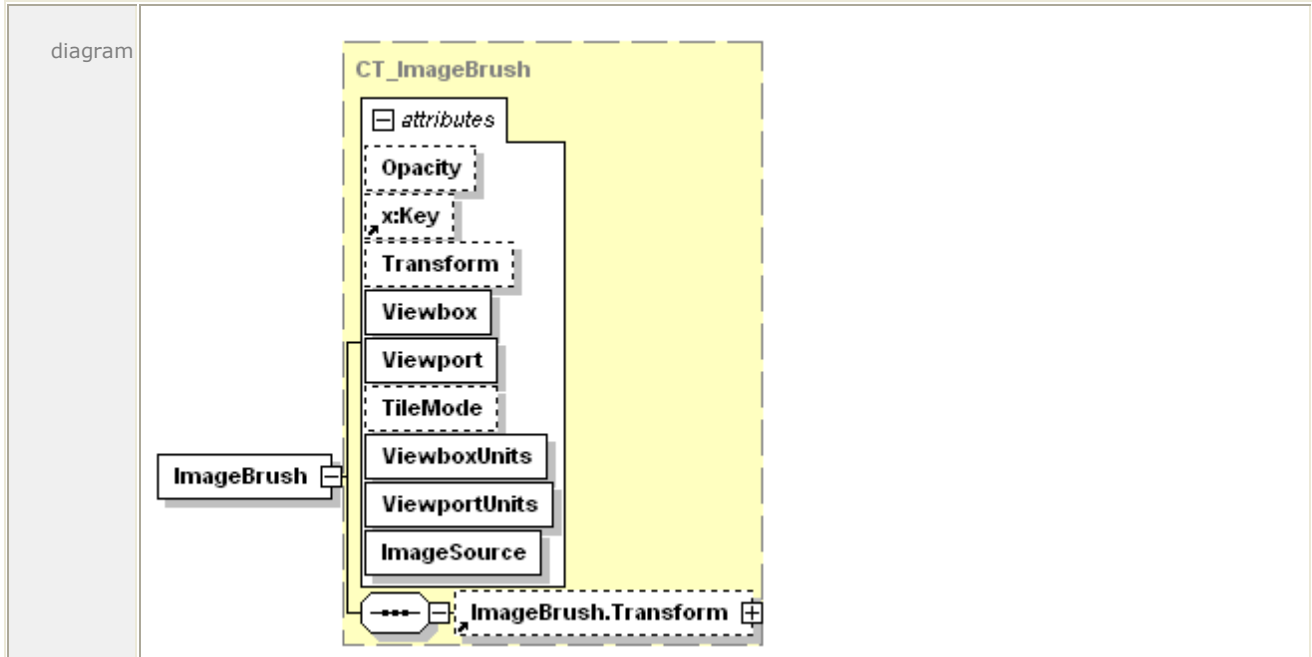 diagram
CT_ImageBrush
attributes
Opacity
x:Key
Transform
Viewbox
Viewport
TileMode
ViewboxUnits
ImageBrush
ViewportUnits
ImageSource
ImageBrush.Transform